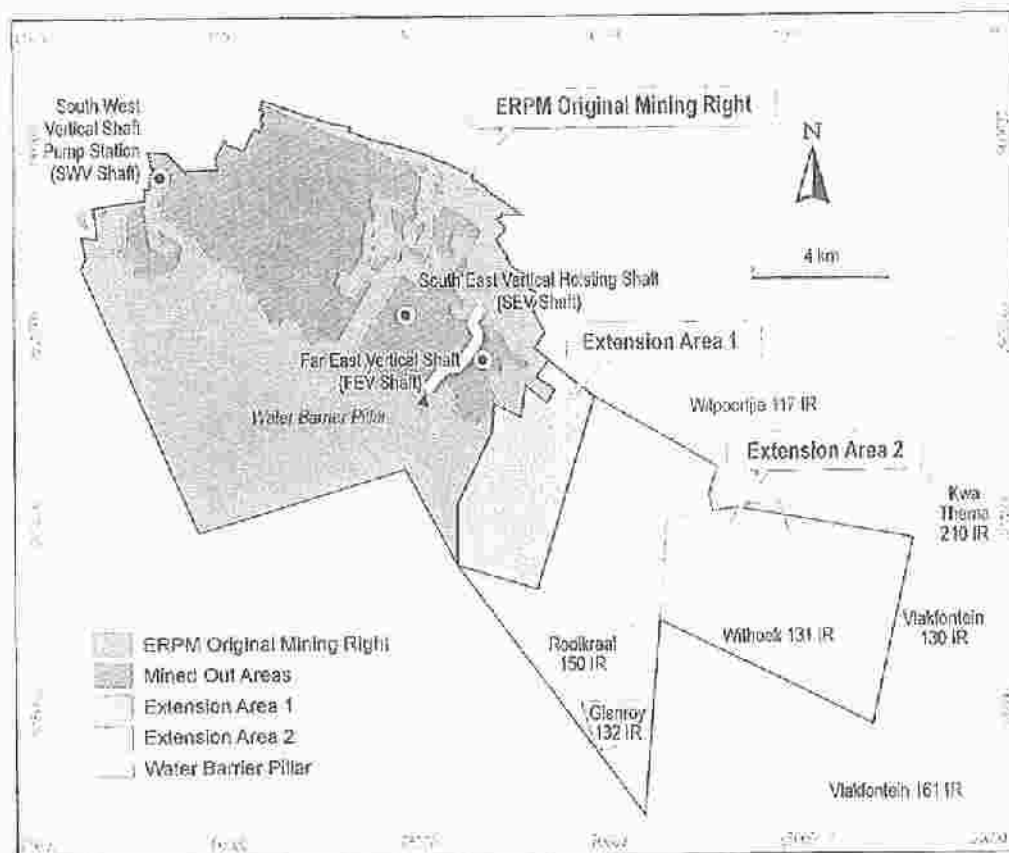 ERPM Original Mining Right
South West
Vertical Shaft
Pump Station
(SWV Shaft)
N
4 km
South East Vertical Hoisting Shaft
(SEV Shaft)
Extension Area 1
Far East Vertical Shaft
(FEV Shaft)
Water Barrier Pillar
Witpoortje 117 IR
Extension Area 2
Kwa
Thema
210 IR
Vlakfontein
130 IR
Withoek 131 IR
Rooikraal
150 IR
Glenroy
132 IR
Vlakfontein 161 IR
ERPM Original Mining Right
Mined Out Areas
Extension Area 1
Extension Area 2
Water Barrier Pillar